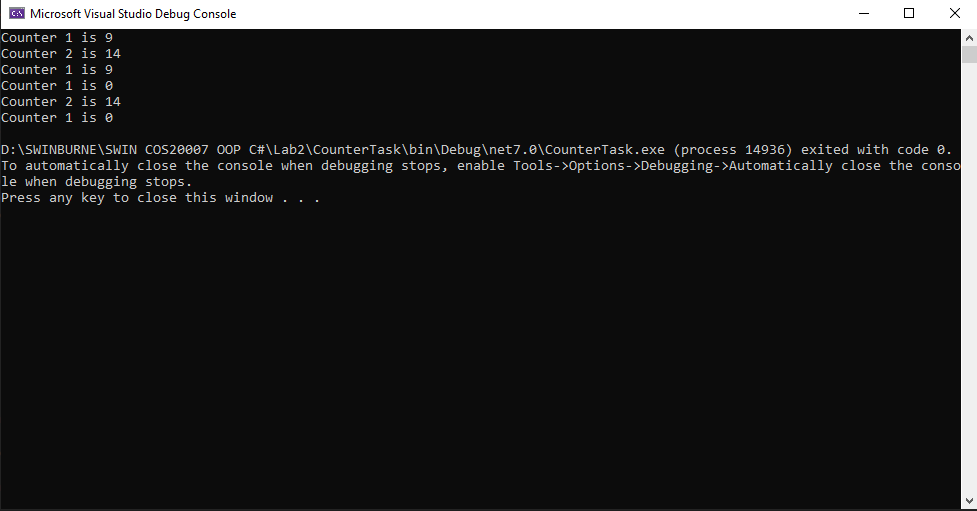 C:\
Microsoft Visual Studio Debug Console
Counter 1 is 9
Counter 2 is 14
Counter 1 is 9
Counter 1 is 0
Counter 2 is 14
Counter 1 is 0
D:\SWINBURNE\SWIN COS20007 OOP C#\Lab2\CounterTask\bin\Debug\net7.0\CounterTask.exe (process 14936) exited with code 0.
To automatically close the console when debugging stops, enable Tools->Options->Debugging->Automatically close the conso
le when debugging stops.
Press any key to close this window . . .